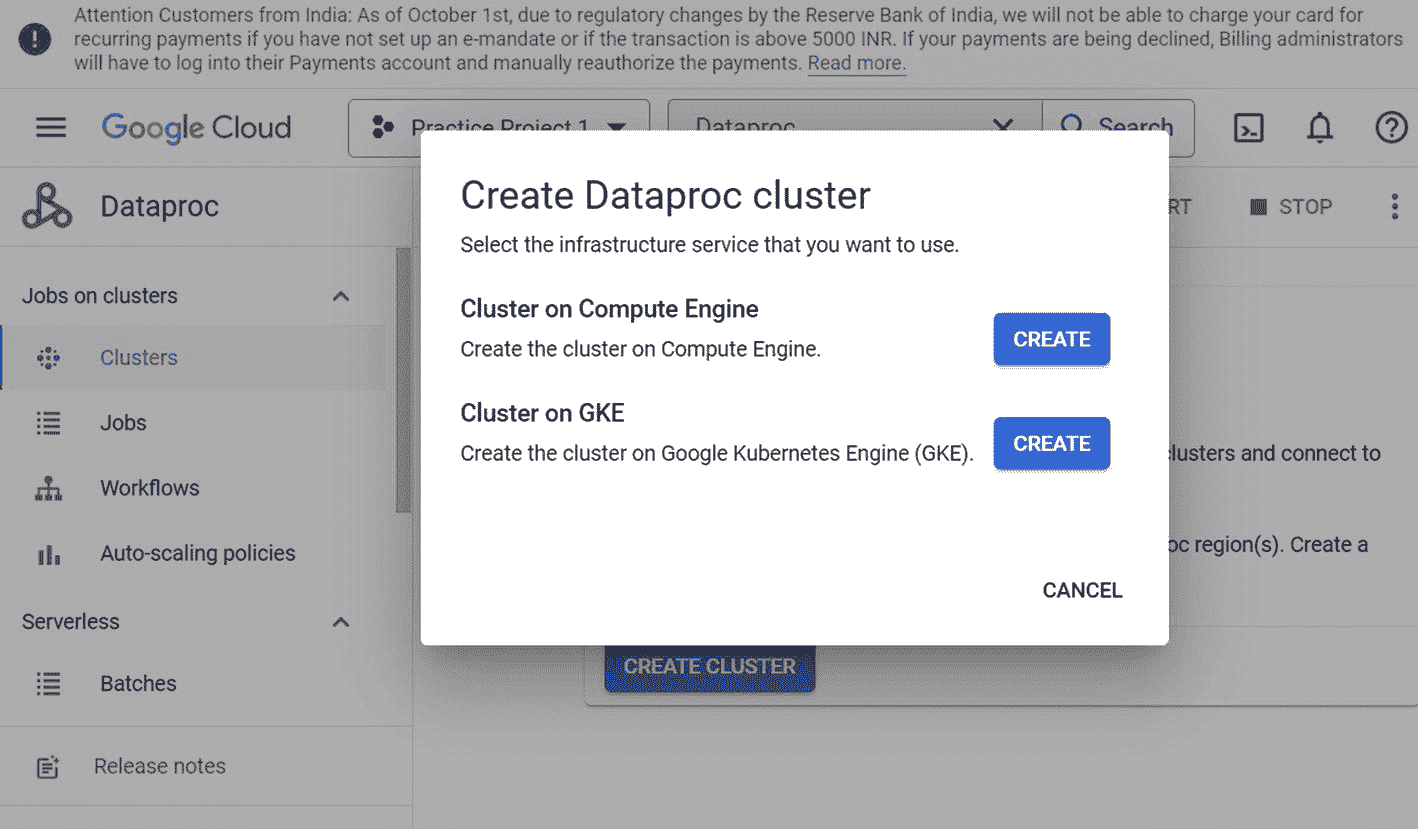 Attention Customers from India: As of October 1st, due to regulatory changes by the Reserve Bank of India, we will not be able to charge your card for
recurring payments if you have not set up an e-mandate or if the transaction is above 5000 INR. If your payments are being declined, Billing administrators
will have to log into their Payments account and manually reauthorize the payments. Read more.
Google Cloud
Practice Project 1
Dataproc
Search
Dataproc
RT
STOP
Create Dataproc cluster
Select the infrastructure service that you want to use.
Cluster on Compute Engine
Create the cluster on Compute Engine.
CREATE
Cluster on GKE
Create the cluster on Google Kubernetes Engine (GKE).
CREATE
CANCEL
Jobs on clusters
Clusters
Jobs
Workflows
Auto-scaling policies
Serverless
Batches
Release notes
clusters and connect to
oc region(s). Create a
CREATE CLUSTER